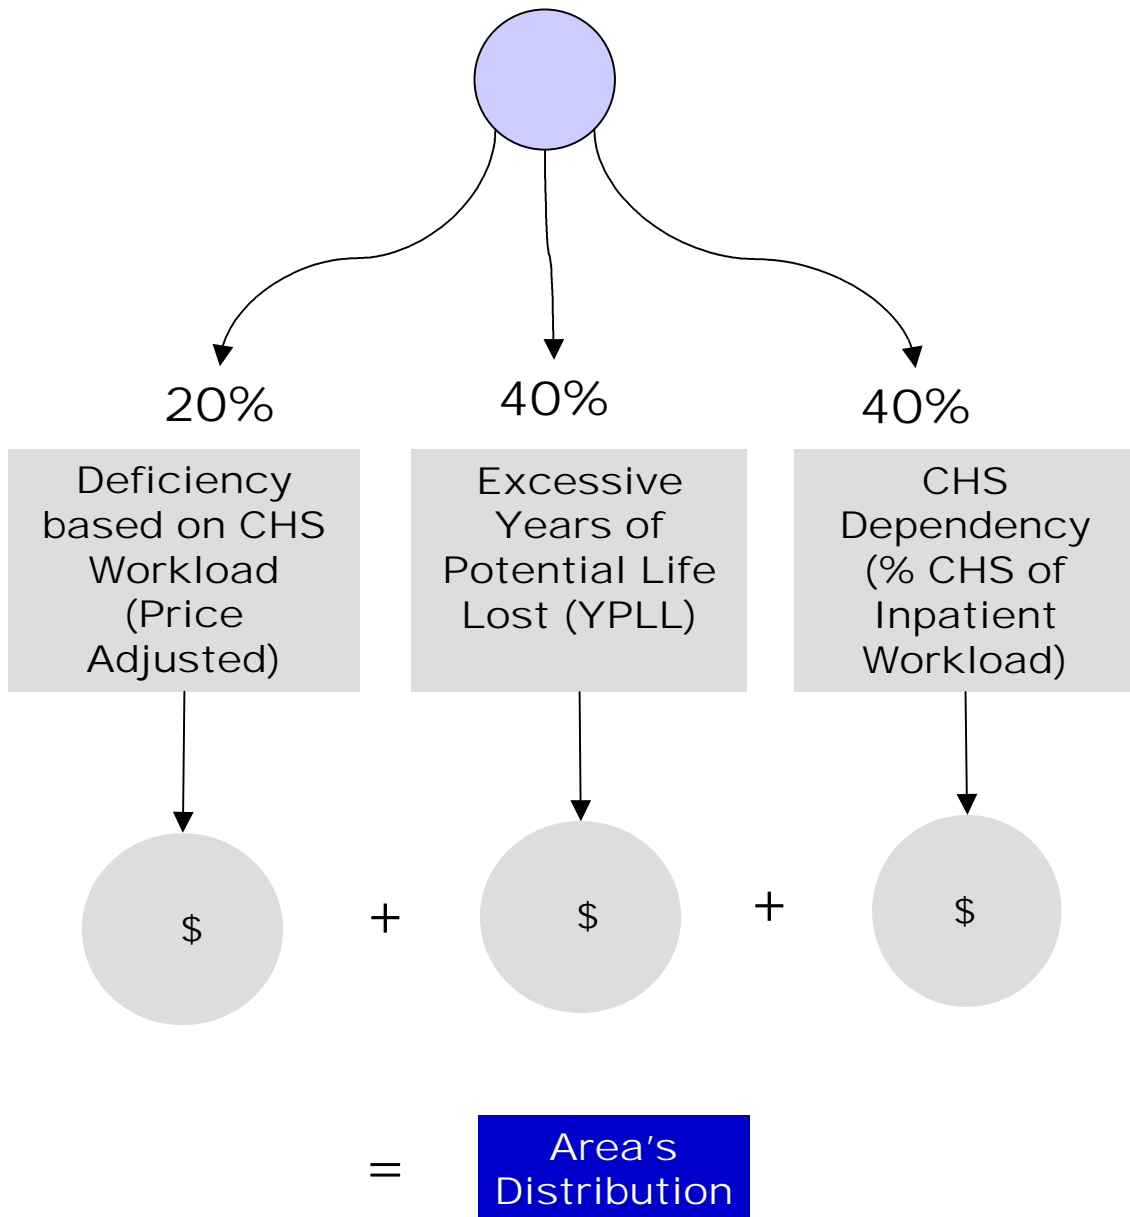 20%
40%
40%
Deficiency
based on CHS
Workload
(Price
Adjusted)
Excessive
Years of
Potential Life
Lost (YPLL)
CHS
Dependency
(% CHS of
Inpatient
Workload)
$
+
$
+
$
=
Area's
Distribution